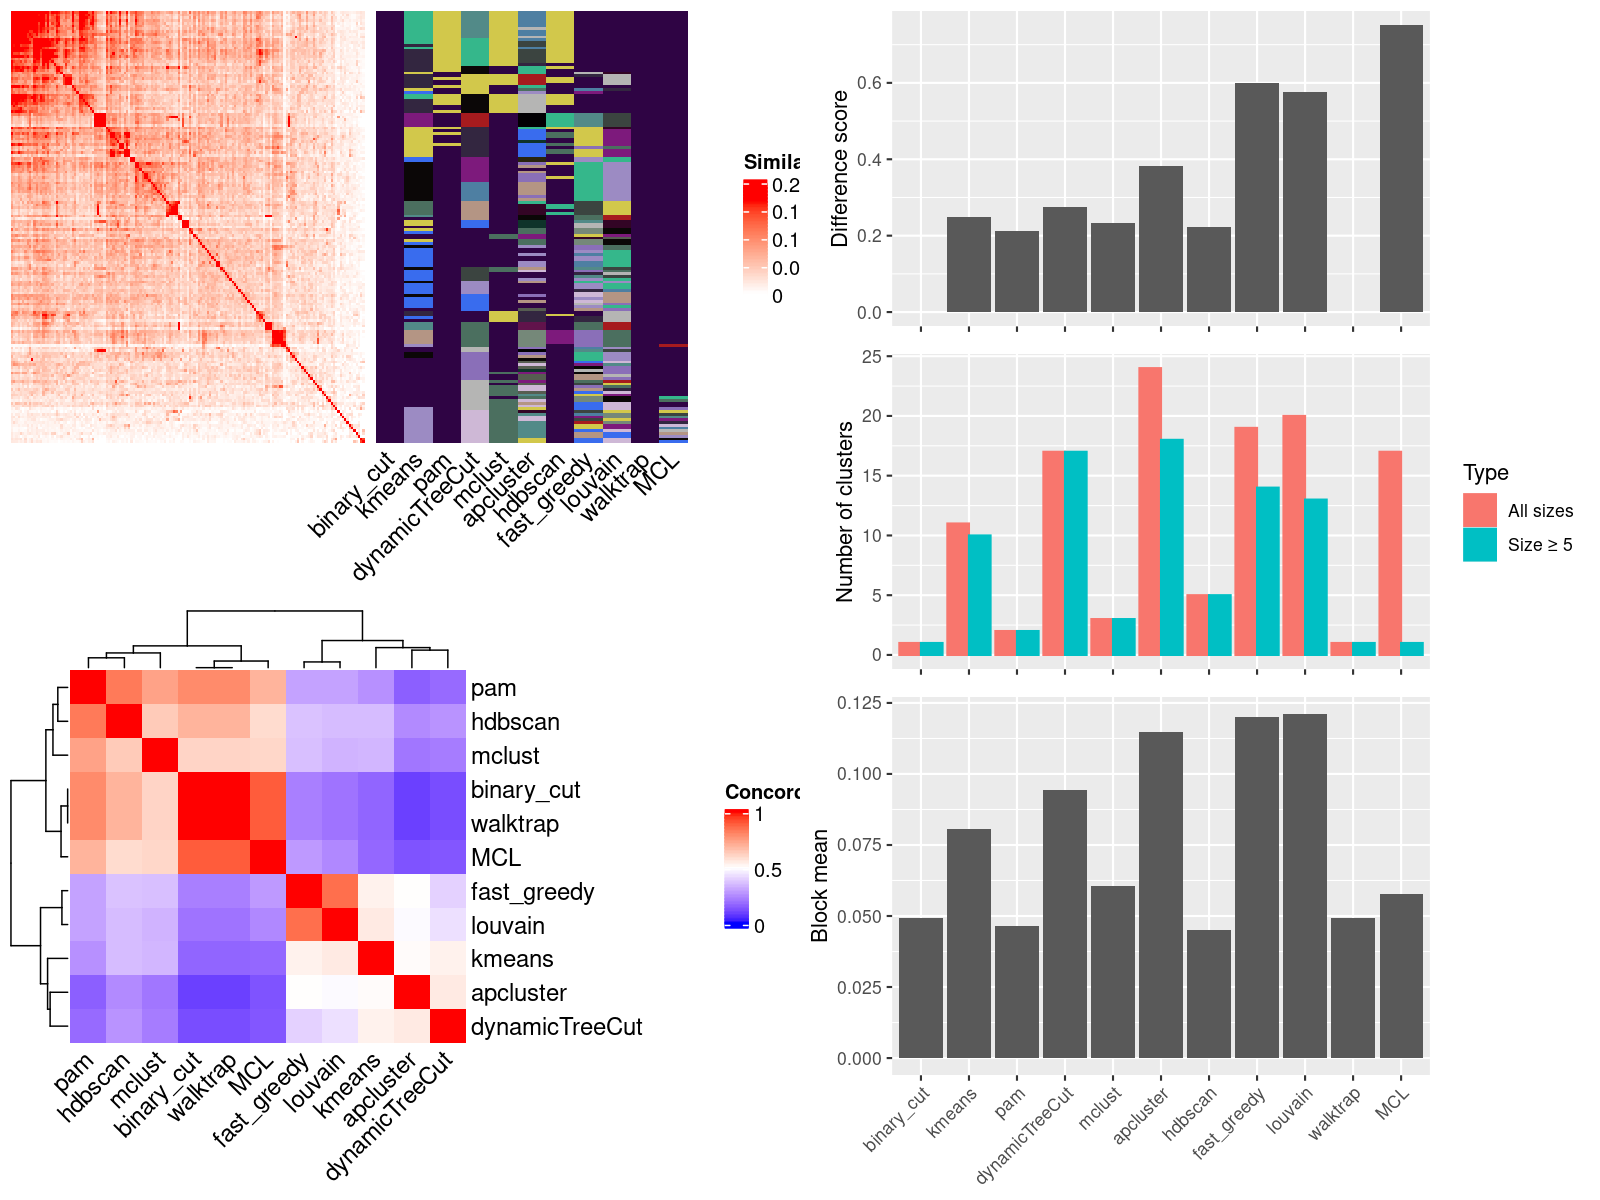 binary_cut
kmeans
pam
dynamicTreeCut
mclust
apcluster
hdbscan
fast_greedy
louvain
walktrap
MCL
Simila
0.2
0.1
0.1
0.0
0
pam
hdbscan
mclust
binary_cut
walktrap
MCL
fast_greedy
louvain
kmeans
apcluster
dynamicTreeCut
pam
hdbscan
mclust
binary_cut
walktrap
MCL
fast_greedy
louvain
kmeans
apcluster
dynamicTreeCut
Concord
1
0.5
0
Difference score
0.6
0.4
0.2
0.0
Number of clusters
25
20
15
10
5
0
Type
All sizes
Size ≥ 5
Block mean
0.125
0.100
0.075
0.050
0.025
0.000
binary_cut
kmeans
pam
dynamicTreeCut
mclust
apcluster
hdbscan
fast_greedy
louvain
walktrap
MCL